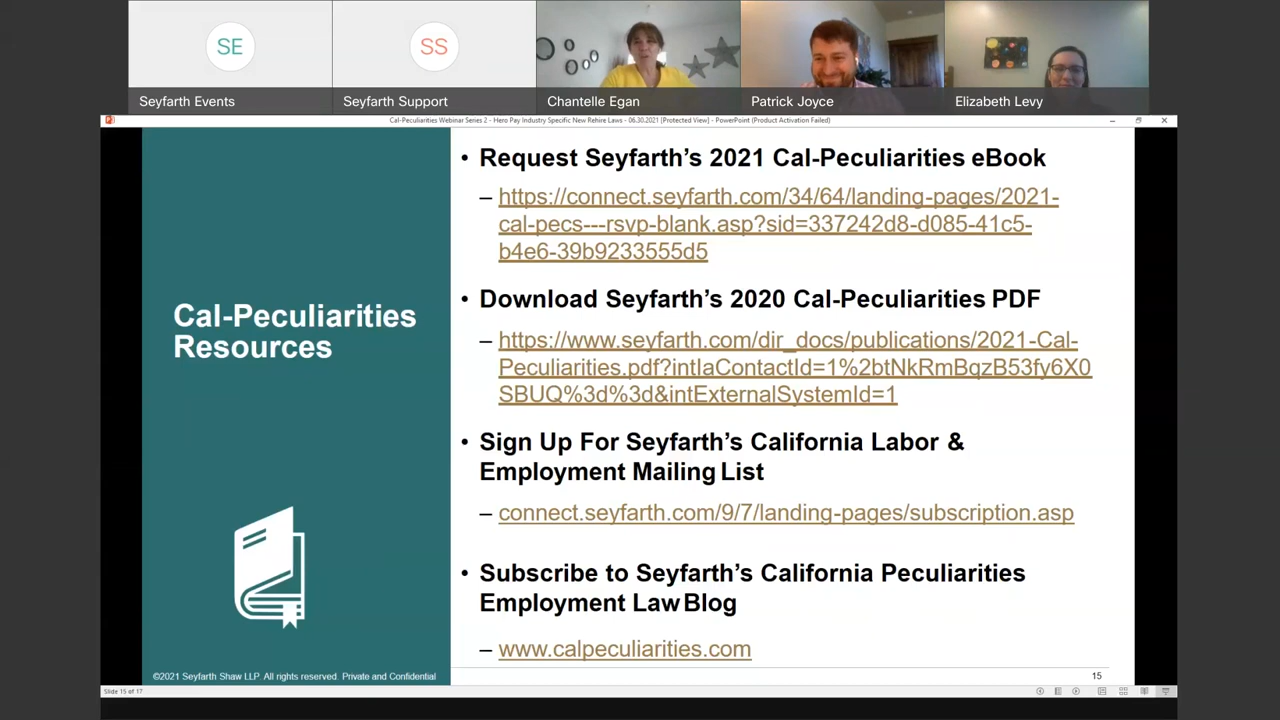 SE
SS
Seyfarth Events
Seyfarth Support
Chantelle Egan
Patrick Joyce
Elizabeth Levy
Cal-Peculiarities Webinar Series 2 - Hero Pay Industry Specific New Rehire Laws - 06.30.2021 [Protected View] - PowerPoint (Product Activation Failed)
Cal-Peculiarities
Resources
• Request Seyfarth's 2021 Cal-Peculiarities eBook
– https://connect.seyfarth.com/34/64/landing-pages/2021-
cal-pecs---rsvp-blank.asp?sid=337242d8-d085-41c5-
b4e6-39b9233555d5
• Download Seyfarth's 2020 Cal-Peculiarities PDF
– https://www.seyfarth.com/dir_docs/publications/2021-Cal-
Peculiarities.pdf?intIaContactId=1%2btNkRmBqzB53fy6X0
SBUQ%3d%3d&intExternalSystemId=1
• Sign Up For Seyfarth's California Labor &
Employment Mailing List
– connect.seyfarth.com/9/7/landing-pages/subscription.asp
• Subscribe to Seyfarth's California Peculiarities
Employment Law Blog
– www.calpeculiarities.com
©2021 Seyfarth Shaw LLP. All rights reserved. Private and Confidential
15
Slide 15 of 17